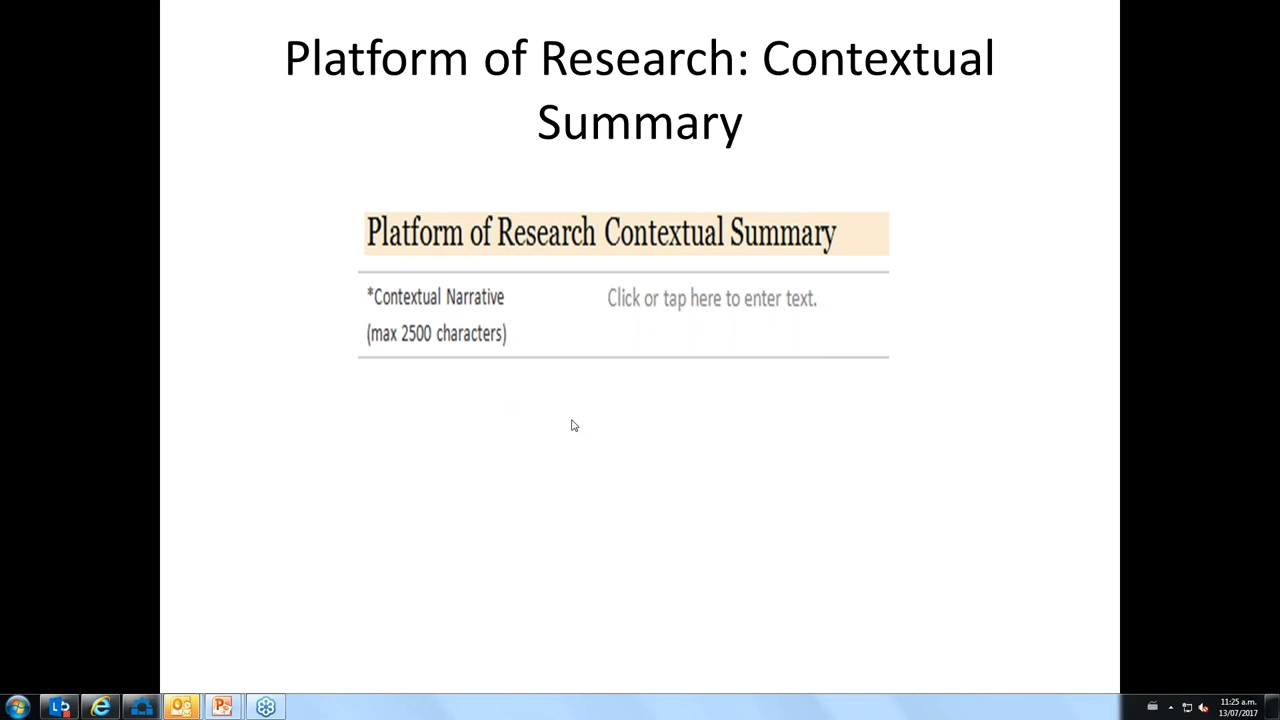 Platform of Research: Contextual
Summary
Platform of Research Contextual Summary
*Contextual Narrative
Click or tap here to enter text.
(max 2500 characters)
11:25 a.m.
13/07/2017